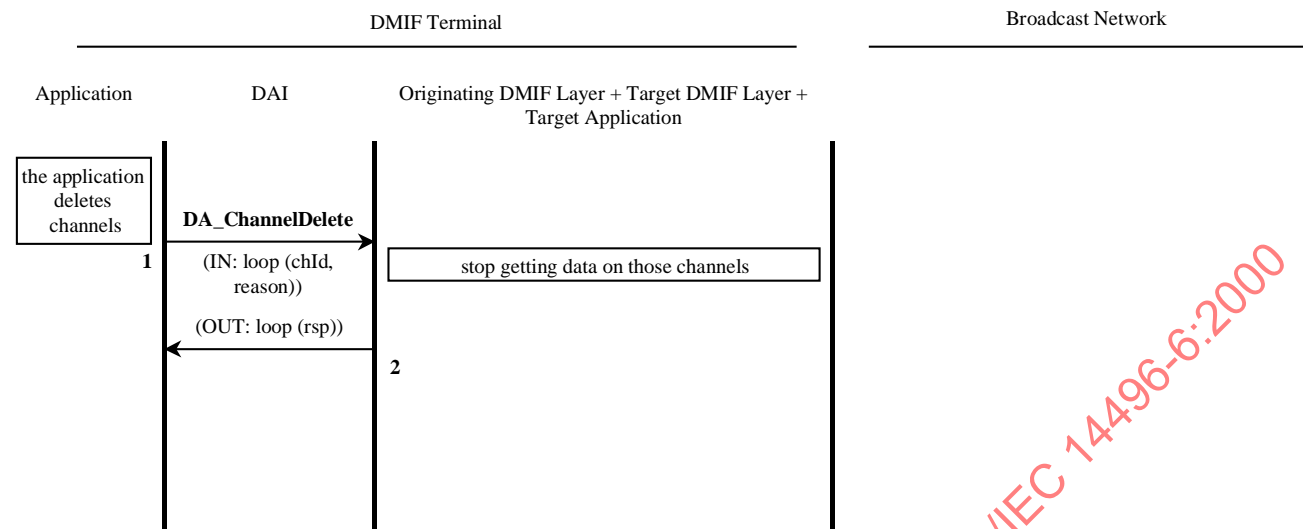 DMIF Terminal
Broadcast Network
Application
DAI
Originating DMIF Layer + Target DMIF Layer +
Target Application
the application
deletes
channels
DA_ChannelDelete
1
(IN: loop (chId,
reason))
stop getting data on those channels
(OUT: loop (rsp))
2
/IEC 14496-6:2000